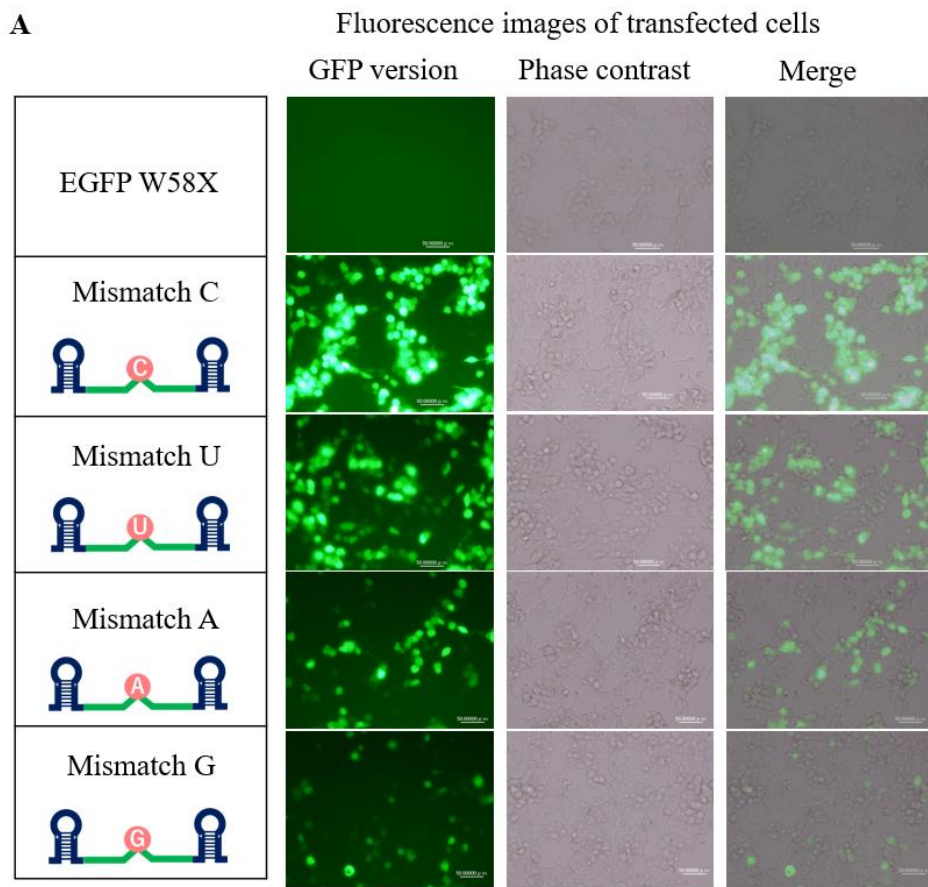 A
Fluorescence images of transfected cells
GFP version Phase contrast Merge
EGFP W58X
Mismatch C
C
Mismatch U
U
Mismatch A
A
Mismatch G
G